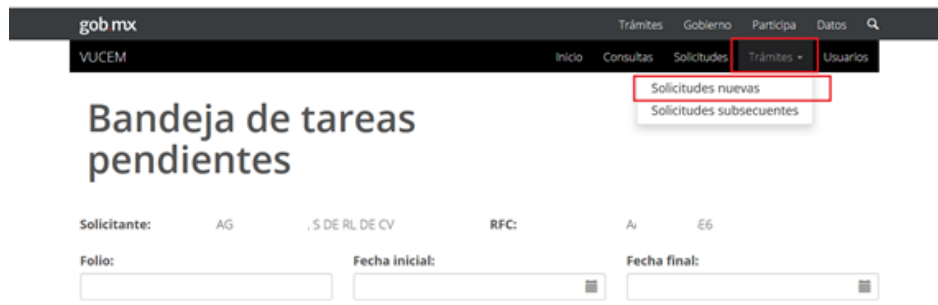 gob.mx Trámites Gobierno Participa Datos
VUCEM Inicio Consultas Solicitudes Trámites Usuarios
Solicitudes nuevas
Solicitudes subsecuentes
Bandeja de tareas
pendientes
Solicitante: AG , S DE RL DE CV RFC: A E6
Folio: Fecha inicial: Fecha final: